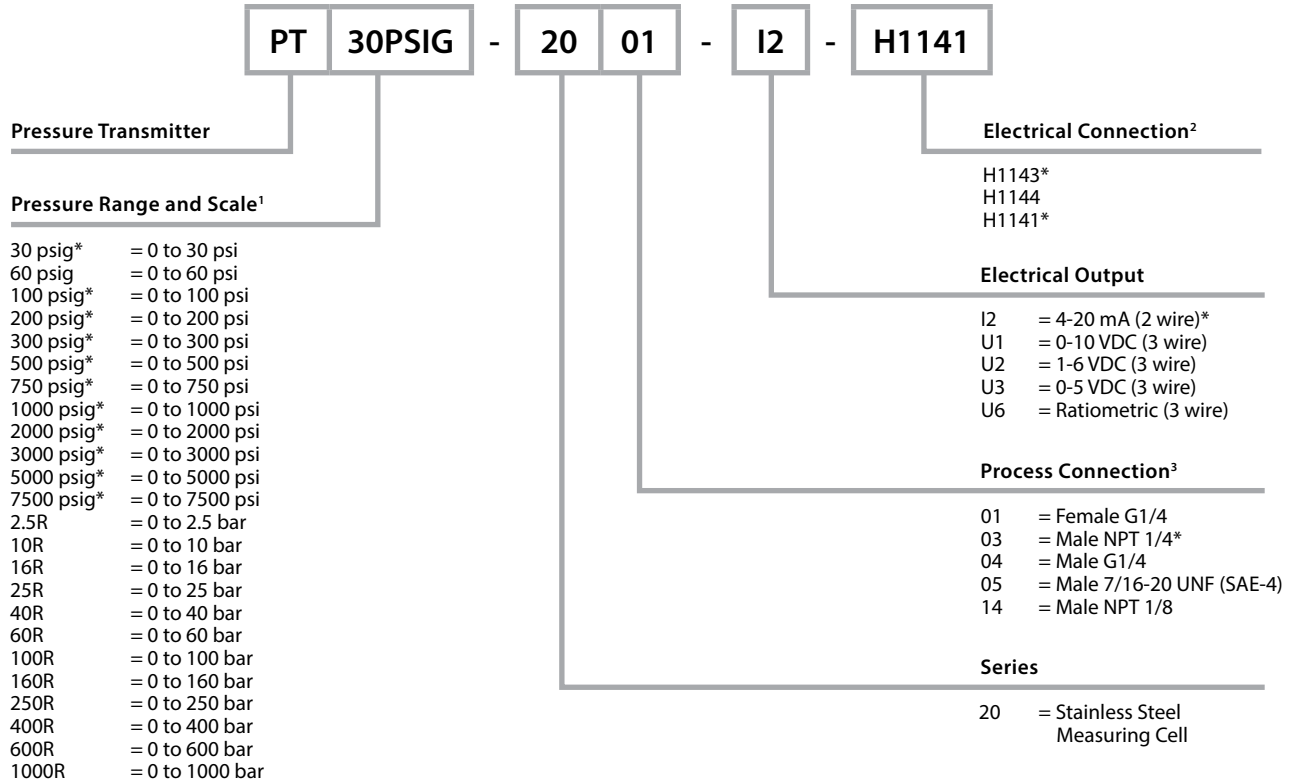 PT 30PSIG - 20 01 - I2 - H1141
Pressure Transmitter
Pressure Range and Scale¹
30 psig* = 0 to 30 psi
60 psig = 0 to 60 psi
100 psig* = 0 to 100 psi
200 psig* = 0 to 200 psi
300 psig* = 0 to 300 psi
500 psig* = 0 to 500 psi
750 psig* = 0 to 750 psi
1000 psig* = 0 to 1000 psi
2000 psig* = 0 to 2000 psi
3000 psig* = 0 to 3000 psi
5000 psig* = 0 to 5000 psi
7500 psig* = 0 to 7500 psi
2.5R = 0 to 2.5 bar
10R = 0 to 10 bar
16R = 0 to 16 bar
25R = 0 to 25 bar
40R = 0 to 40 bar
60R = 0 to 60 bar
100R = 0 to 100 bar
160R = 0 to 160 bar
250R = 0 to 250 bar
400R = 0 to 400 bar
600R = 0 to 600 bar
1000R = 0 to 1000 bar
Electrical Connection²
H1143*
H1144
H1141*
Electrical Output
I2 = 4-20 mA (2 wire)*
U1 = 0-10 VDC (3 wire)
U2 = 1-6 VDC (3 wire)
U3 = 0-5 VDC (3 wire)
U6 = Ratiometric (3 wire)
Process Connection³
01 = Female G1/4
03 = Male NPT 1/4*
04 = Male G1/4
05 = Male 7/16-20 UNF (SAE-4)
14 = Male NPT 1/8
Series
20 = Stainless Steel
Measuring Cell